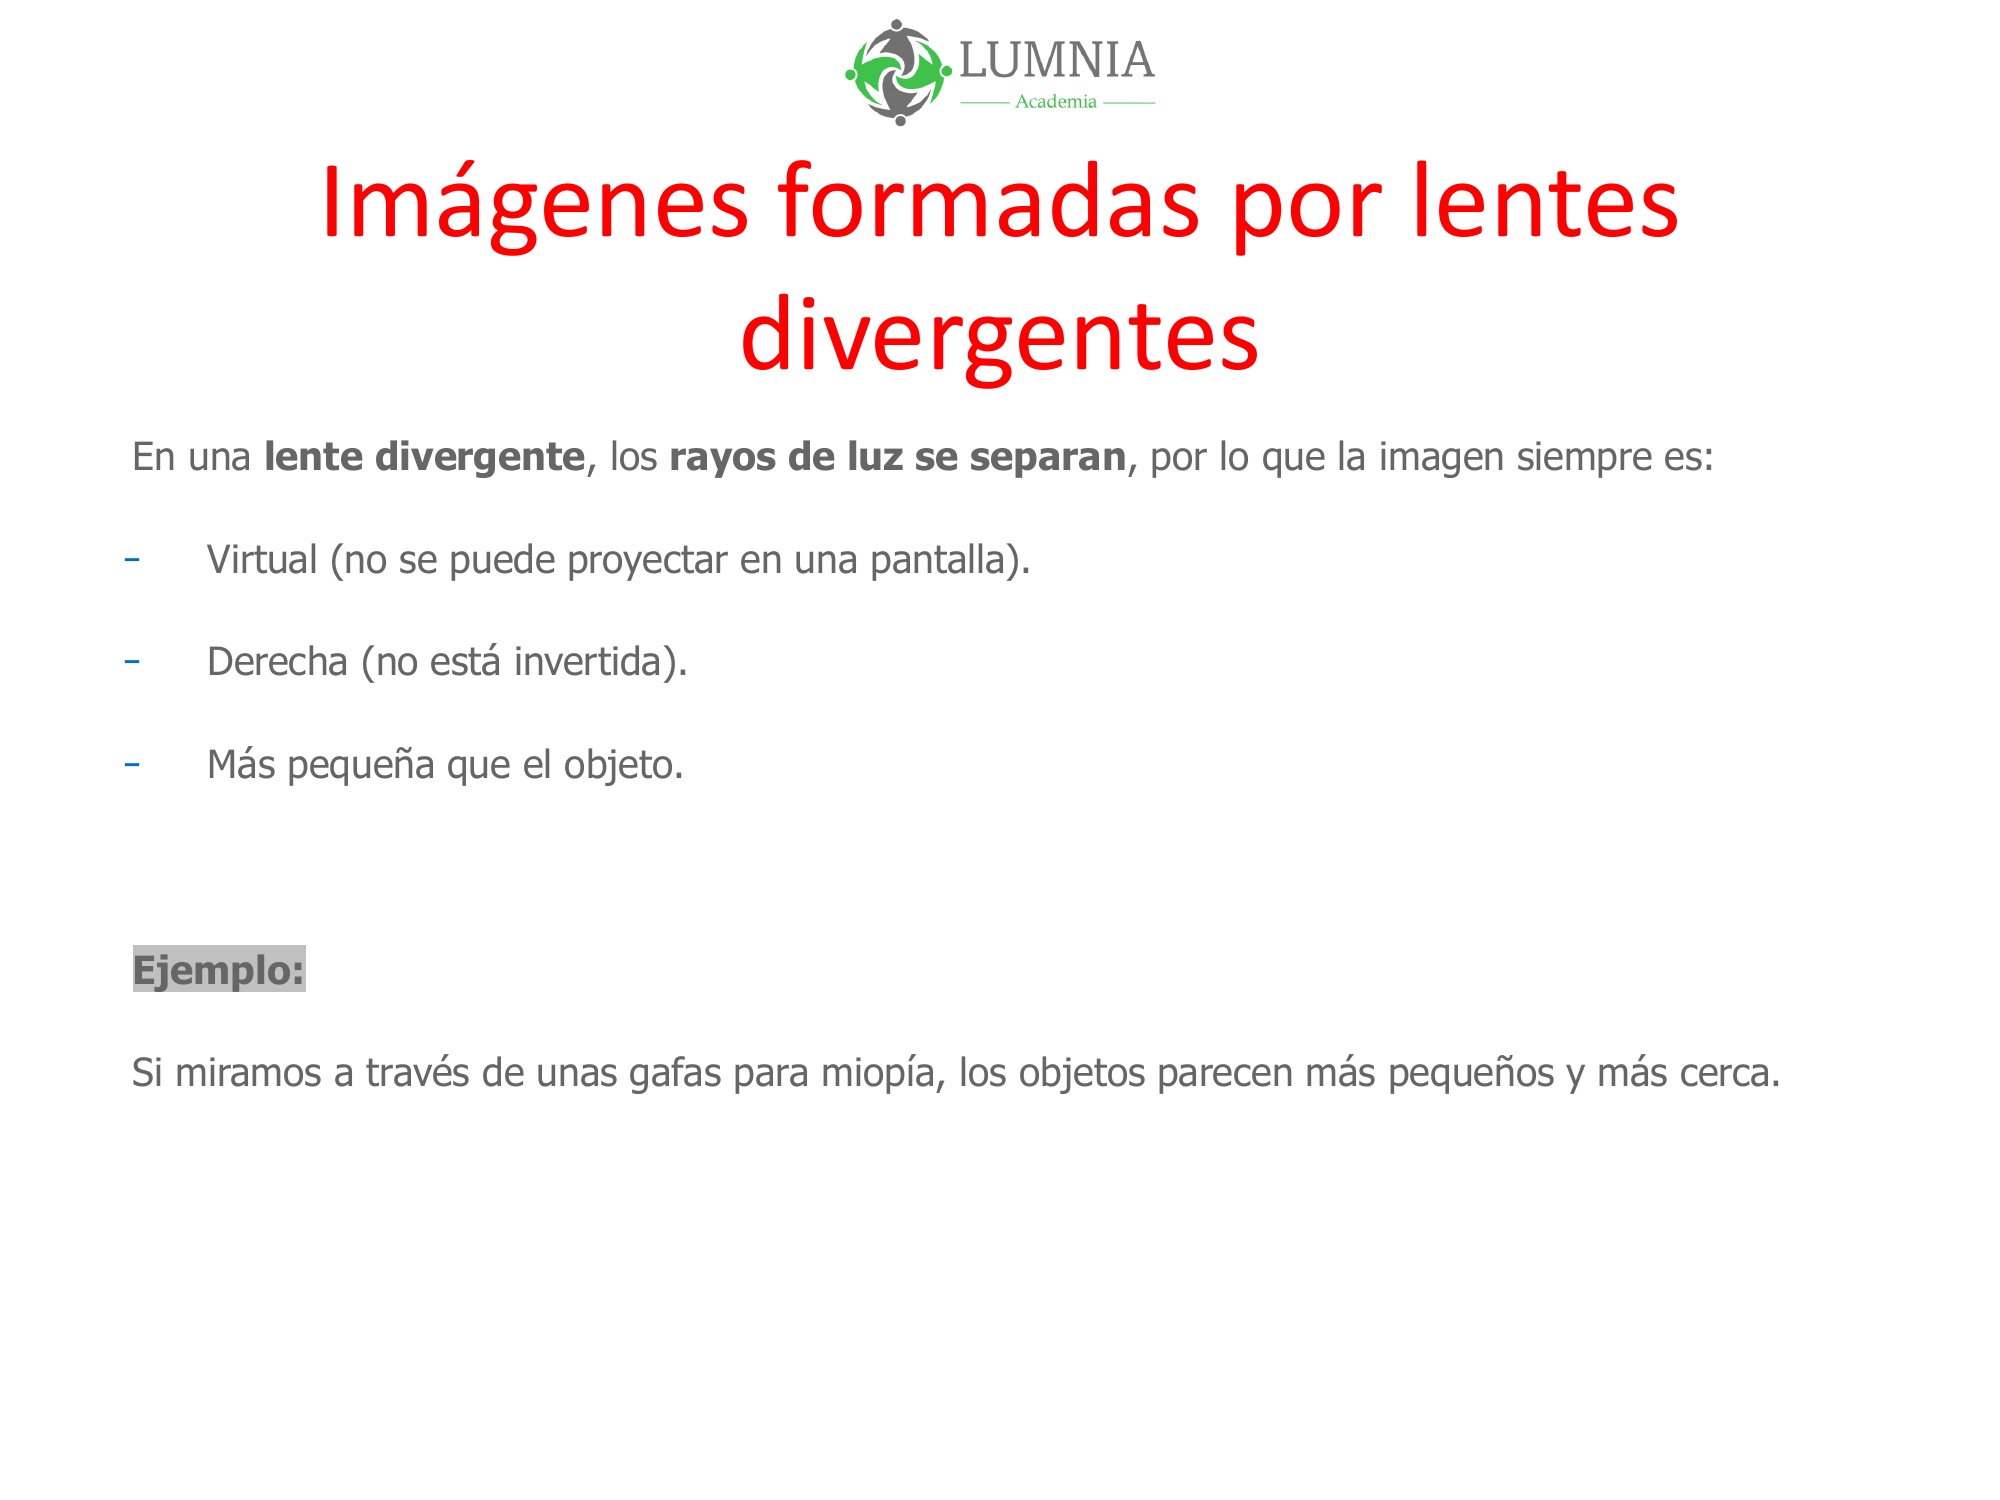 LUMNIA
Academia
Imágenes formadas por lentes
divergentes
En una lente divergente, los rayos de luz se separan, por lo que la imagen siempre es:
- Virtual (no se puede proyectar en una pantalla).
- Derecha (no está invertida).
- Más pequeña que el objeto.
Ejemplo:
Si miramos a través de unas gafas para miopía, los objetos parecen más pequeños y más cerca.